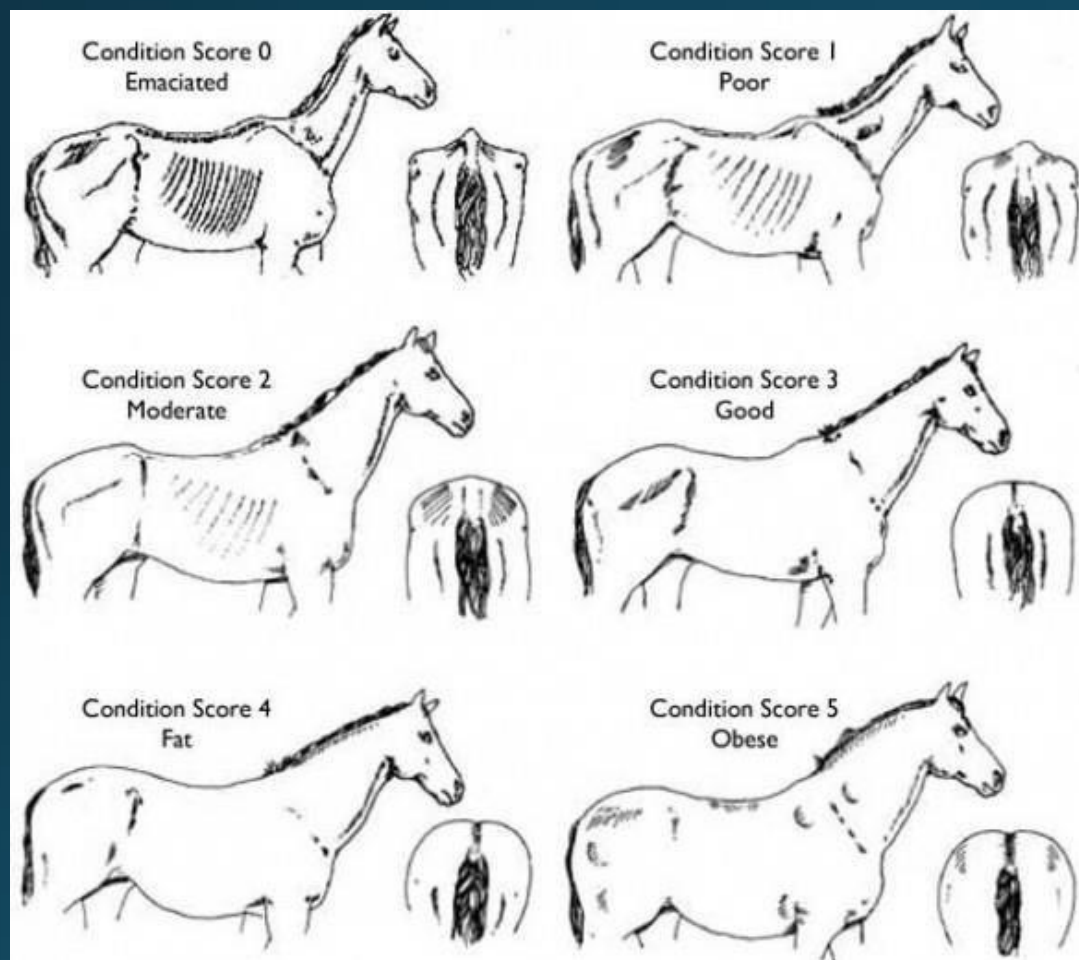 Condition Score 0
Emaciated
Condition Score 1
Poor
Condition Score 2
Moderate
Condition Score 3
Good
Condition Score 4
Fat
Condition Score 5
Obese